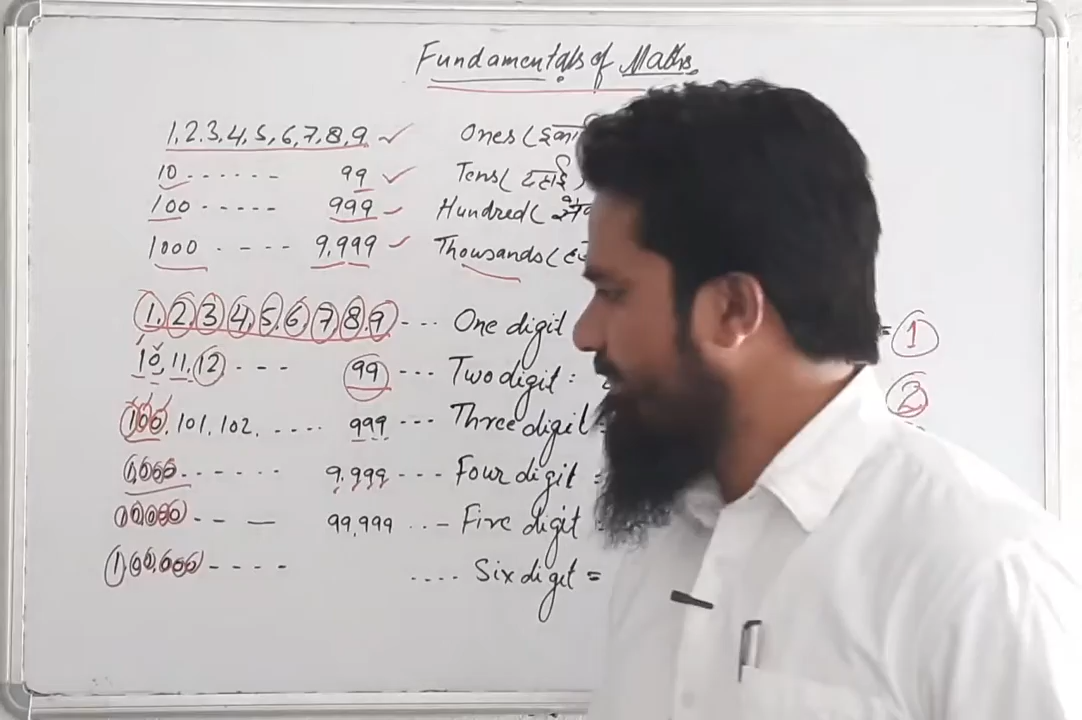 Fundamentals of Maths.
1,2,3,4,5,6,7,8,9 ✓ Ones (
10 ...... 99 ✓ Tens ( दहाई )
100 ..... 999 Hundred (
1000 . --- 9,999 ✓ Thousands (
1,2,3,4,5,6,7,8,9 --- One digit = 1
10,11,12 --- 99 --- Two digit : 2
100,101,102, ..... 999 --- Three digit =
1,000 ...... 9,999 --- Four digit =
10,000 -- — 99,999 ..- Five digit
100,000 ---- .... Six digit =